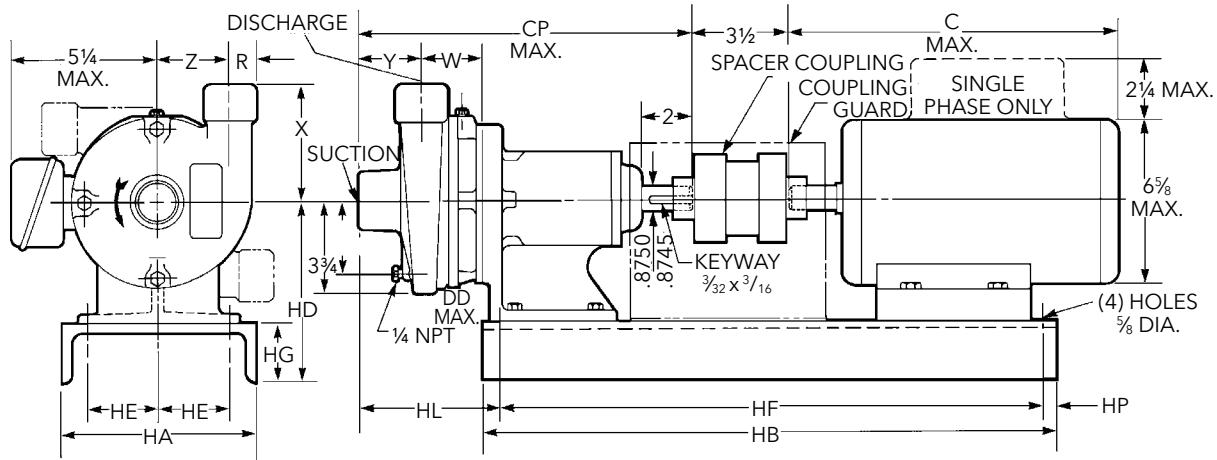 DISCHARGE
CP
MAX.
3½
C
MAX.
5¼
MAX.
Z
R
Y
W
SPACER COUPLING
COUPLING
GUARD
SINGLE
PHASE ONLY
2¼ MAX.
X
2
SUCTION
6⅝
MAX.
3¾
HD
.8750
.8745
KEYWAY
3⁄32 x 3⁄16
DD
MAX.
¼ NPT
(4) HOLES
⅝ DIA.
HG
HE
HE
HL
HF
HP
HA
HB